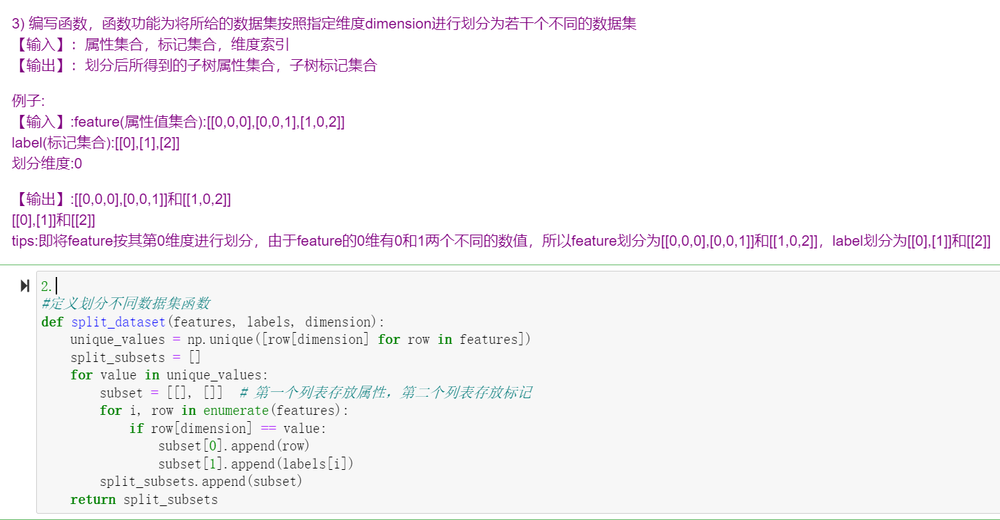 3) 编写函数，函数功能为将所给的数据集按照指定维度dimension进行划分为若干个不同的数据集
【输入】：属性集合，标记集合，维度索引
【输出】：划分后所得到的子树属性集合，子树标记集合
例子:
【输入】:feature(属性值集合):[[0,0,0],[0,0,1],[1,0,2]]
label(标记集合):[[0],[1],[2]]
划分维度:0
【输出】:[[0,0,0],[0,0,1]]和[[1,0,2]]
[[0],[1]]和[[2]]
tips:即将feature按其第0维度进行划分，由于feature的0维有0和1两个不同的数值，所以feature划分为[[0,0,0],[0,0,1]]和[[1,0,2]]，label划分为[[0],[1]]和[[2]]
2.
#定义划分不同数据集函数
def split_dataset(features, labels, dimension):
    unique_values = np.unique([row[dimension] for row in features])
    split_subsets = []
    for value in unique_values:
        subset = [[], []]  # 第一个列表存放属性，第二个列表存放标记
        for i, row in enumerate(features):
            if row[dimension] == value:
                subset[0].append(row)
                subset[1].append(labels[i])
        split_subsets.append(subset)
    return split_subsets